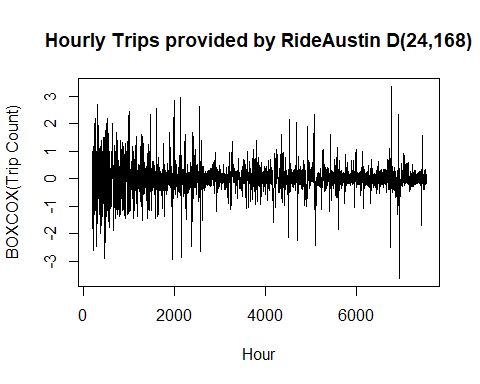 Hourly Trips provided by RideAustin D(24,168)
BOXCOX(Trip Count)
3
2
1
0
-1
-2
-3
0 2000 4000 6000
Hour